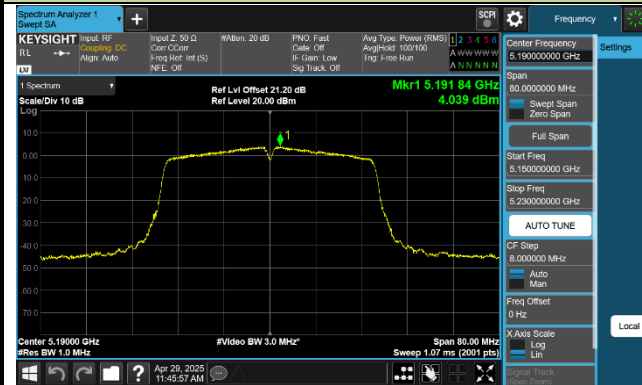 Spectrum Analyzer 1
Swept SA
SCPI
Frequency
KEYSIGHT
RL
Input: RF
Coupling: DC
Align: Auto
Input Z: 50 Ω
Corr CCorr
Freq Ref: Int (S)
NFE: Off
#Atten: 20 dB
PNO: Fast
Gate: Off
IF Gain: Low
Sig Track: Off
Avg Type: Power (RMS)
Avg|Hold: 100/100
Trig: Free Run
1 2 3 4 5 6
A W W W W W
A N N N N N
LXI
1 Spectrum
Scale/Div 10 dB
Log
Ref Lvl Offset 21.20 dB
Ref Level 20.00 dBm
Mkr1 5.191 84 GHz
4.039 dBm
1
10.0
0.00
-10.0
-20.0
-30.0
-40.0
-50.0
-60.0
-70.0
Center 5.19000 GHz
#Res BW 1.0 MHz
#Video BW 3.0 MHz*
Span 80.00 MHz
Sweep 1.07 ms (2001 pts)
Center Frequency
5.190000000 GHz
Settings
Span
80.0000000 MHz
Swept Span
Zero Span
Full Span
Start Freq
5.150000000 GHz
Stop Freq
5.230000000 GHz
AUTO TUNE
CF Step
8.000000 MHz
Auto
Man
Freq Offset
0 Hz
X Axis Scale
Log
Lin
Local
Signal Track
(Span Zoom)
?
Apr 29, 2025
11:45:57 AM